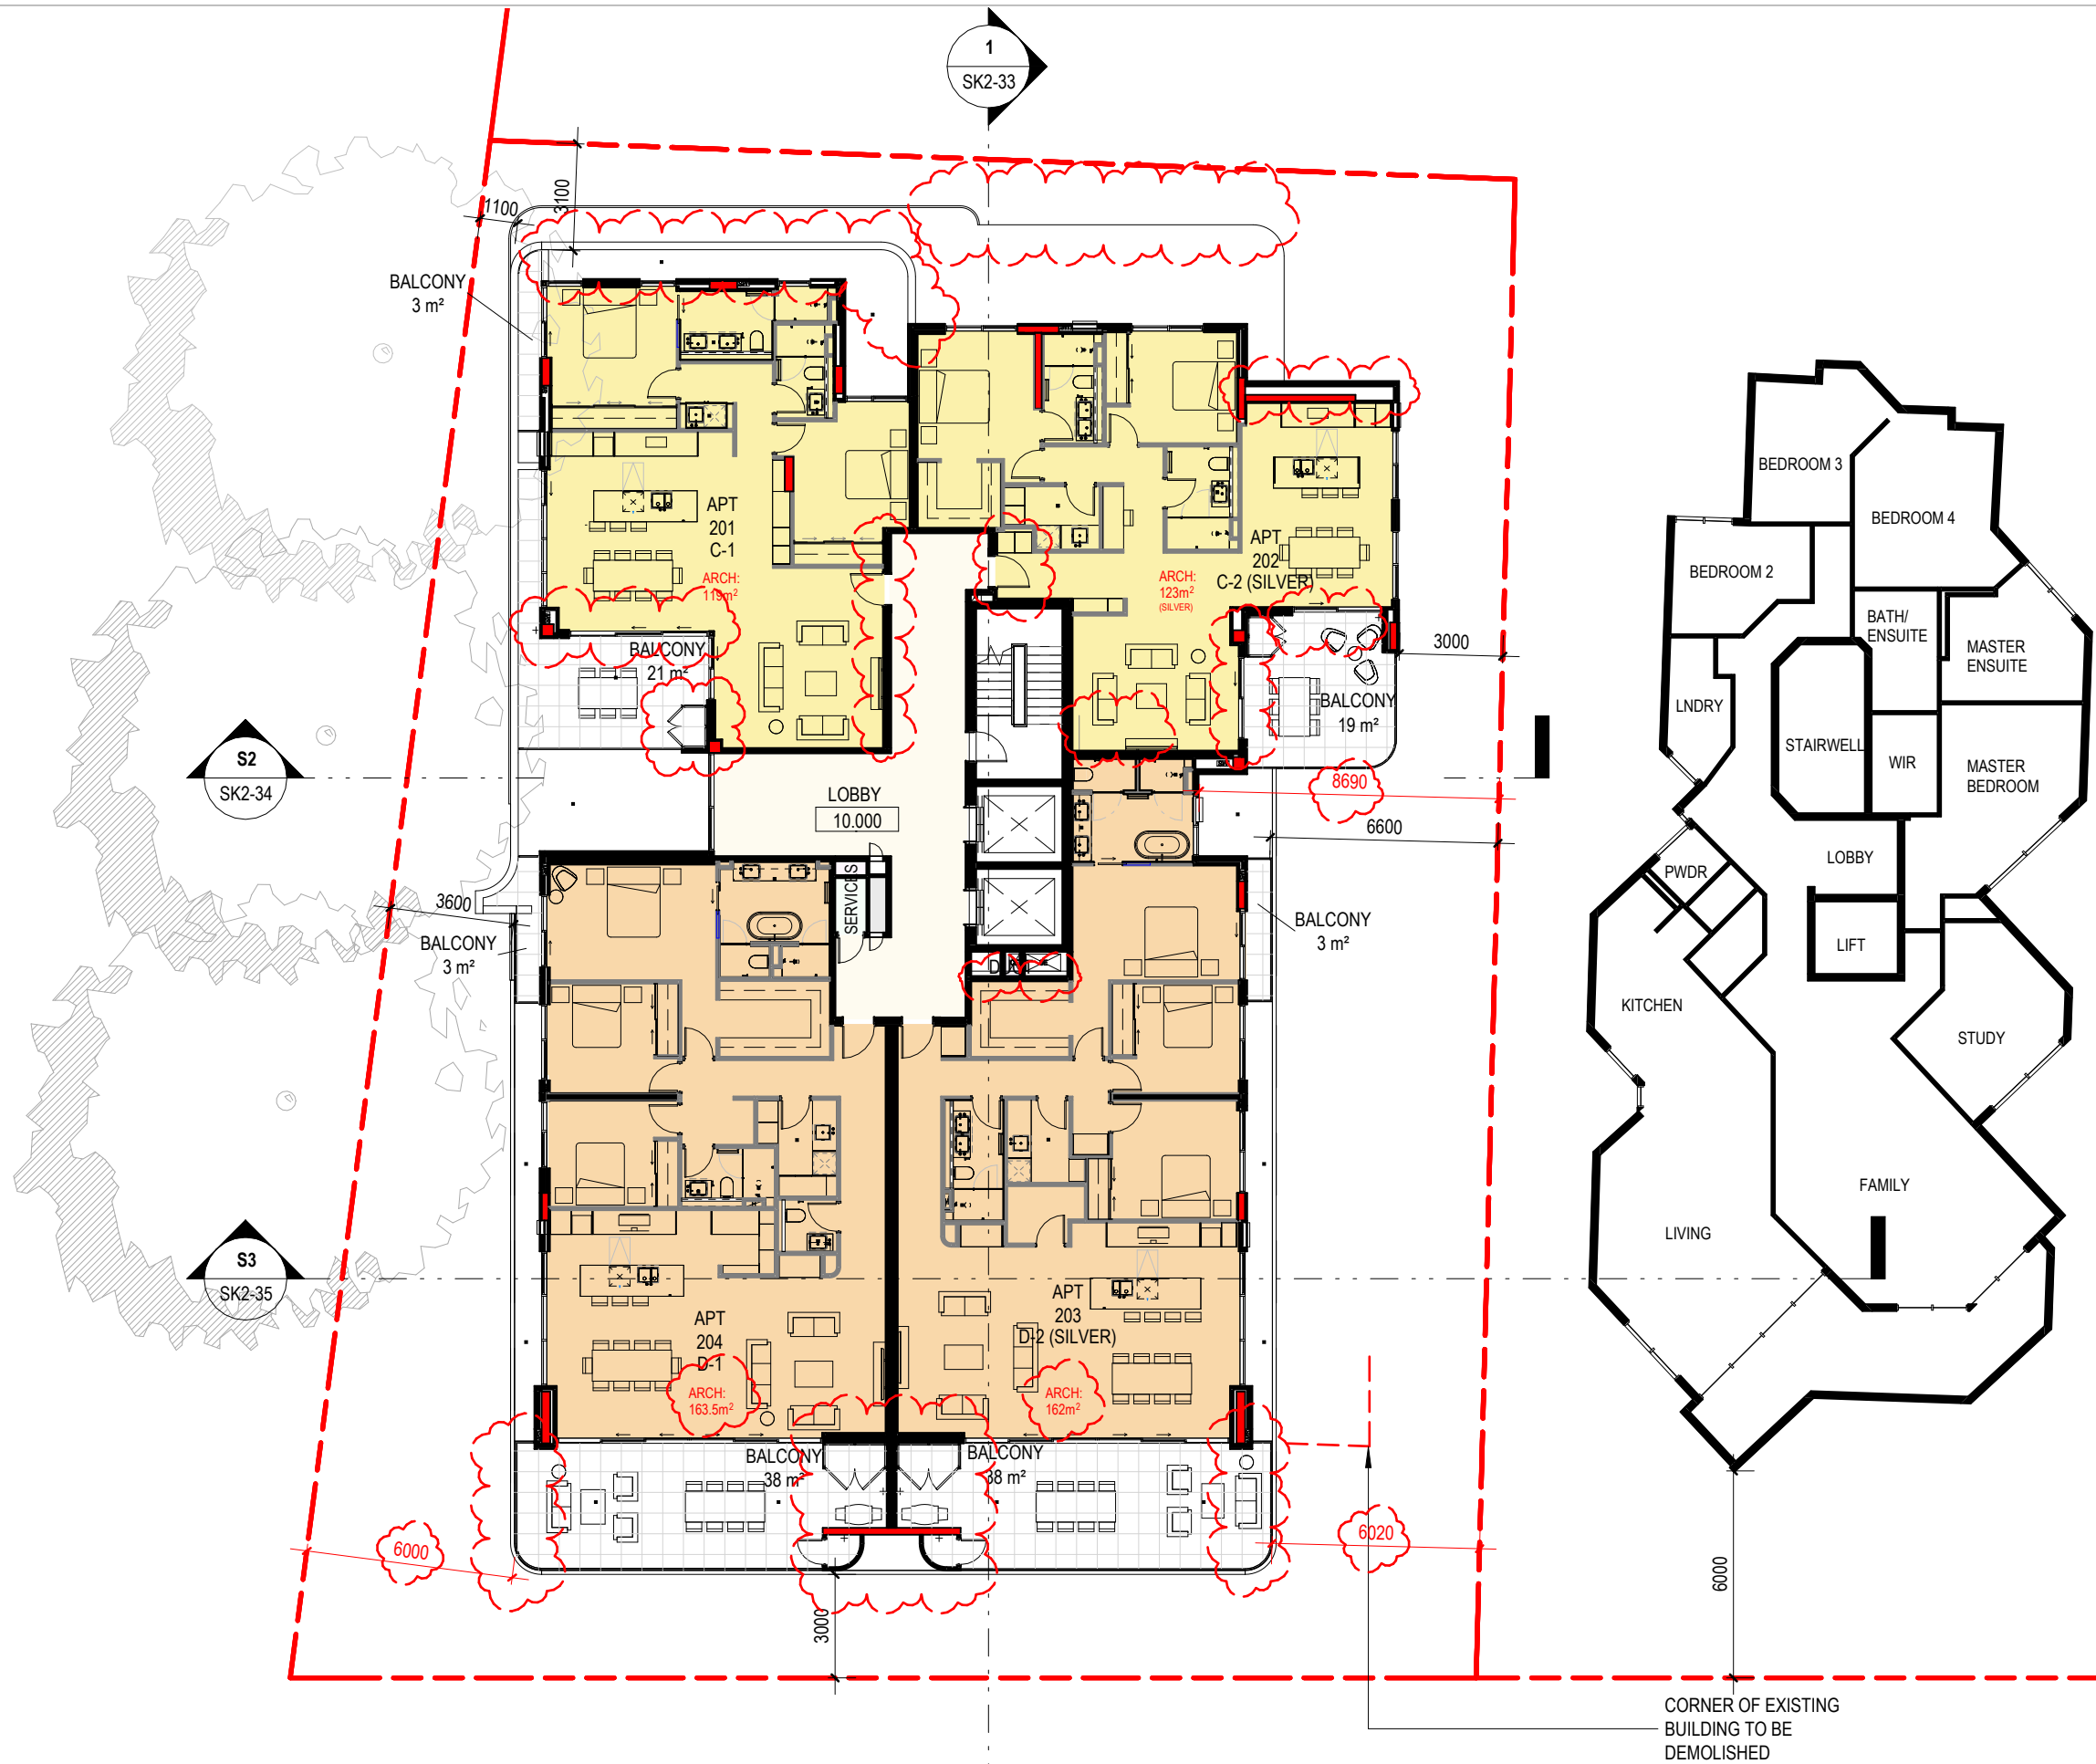 1
SK2-33
1100
3100
BALCONY
3 m²
APT
201
C-1
ARCH:
119m²
BALCONY
21 m²
APT
202
C-2 (SILVER)
ARCH:
123m²
(SILVER)
BALCONY
19 m²
3000
8690
6600
S2
SK2-34
LOBBY
10.000
SERVICES
3600
BALCONY
3 m²
BALCONY
3 m²
S3
SK2-35
APT
204
D-1
ARCH:
163.5m²
APT
203
D-2 (SILVER)
ARCH:
162m²
BALCONY
38 m²
BALCONY
38 m²
6000
6020
3000
6000
CORNER OF EXISTING
BUILDING TO BE
DEMOLISHED
BEDROOM 3
BEDROOM 4
BEDROOM 2
BATH/
ENSUITE
MASTER
ENSUITE
LNDRY
STAIRWELL
WIR
MASTER
BEDROOM
LOBBY
PWDR
LIFT
KITCHEN
STUDY
FAMILY
LIVING